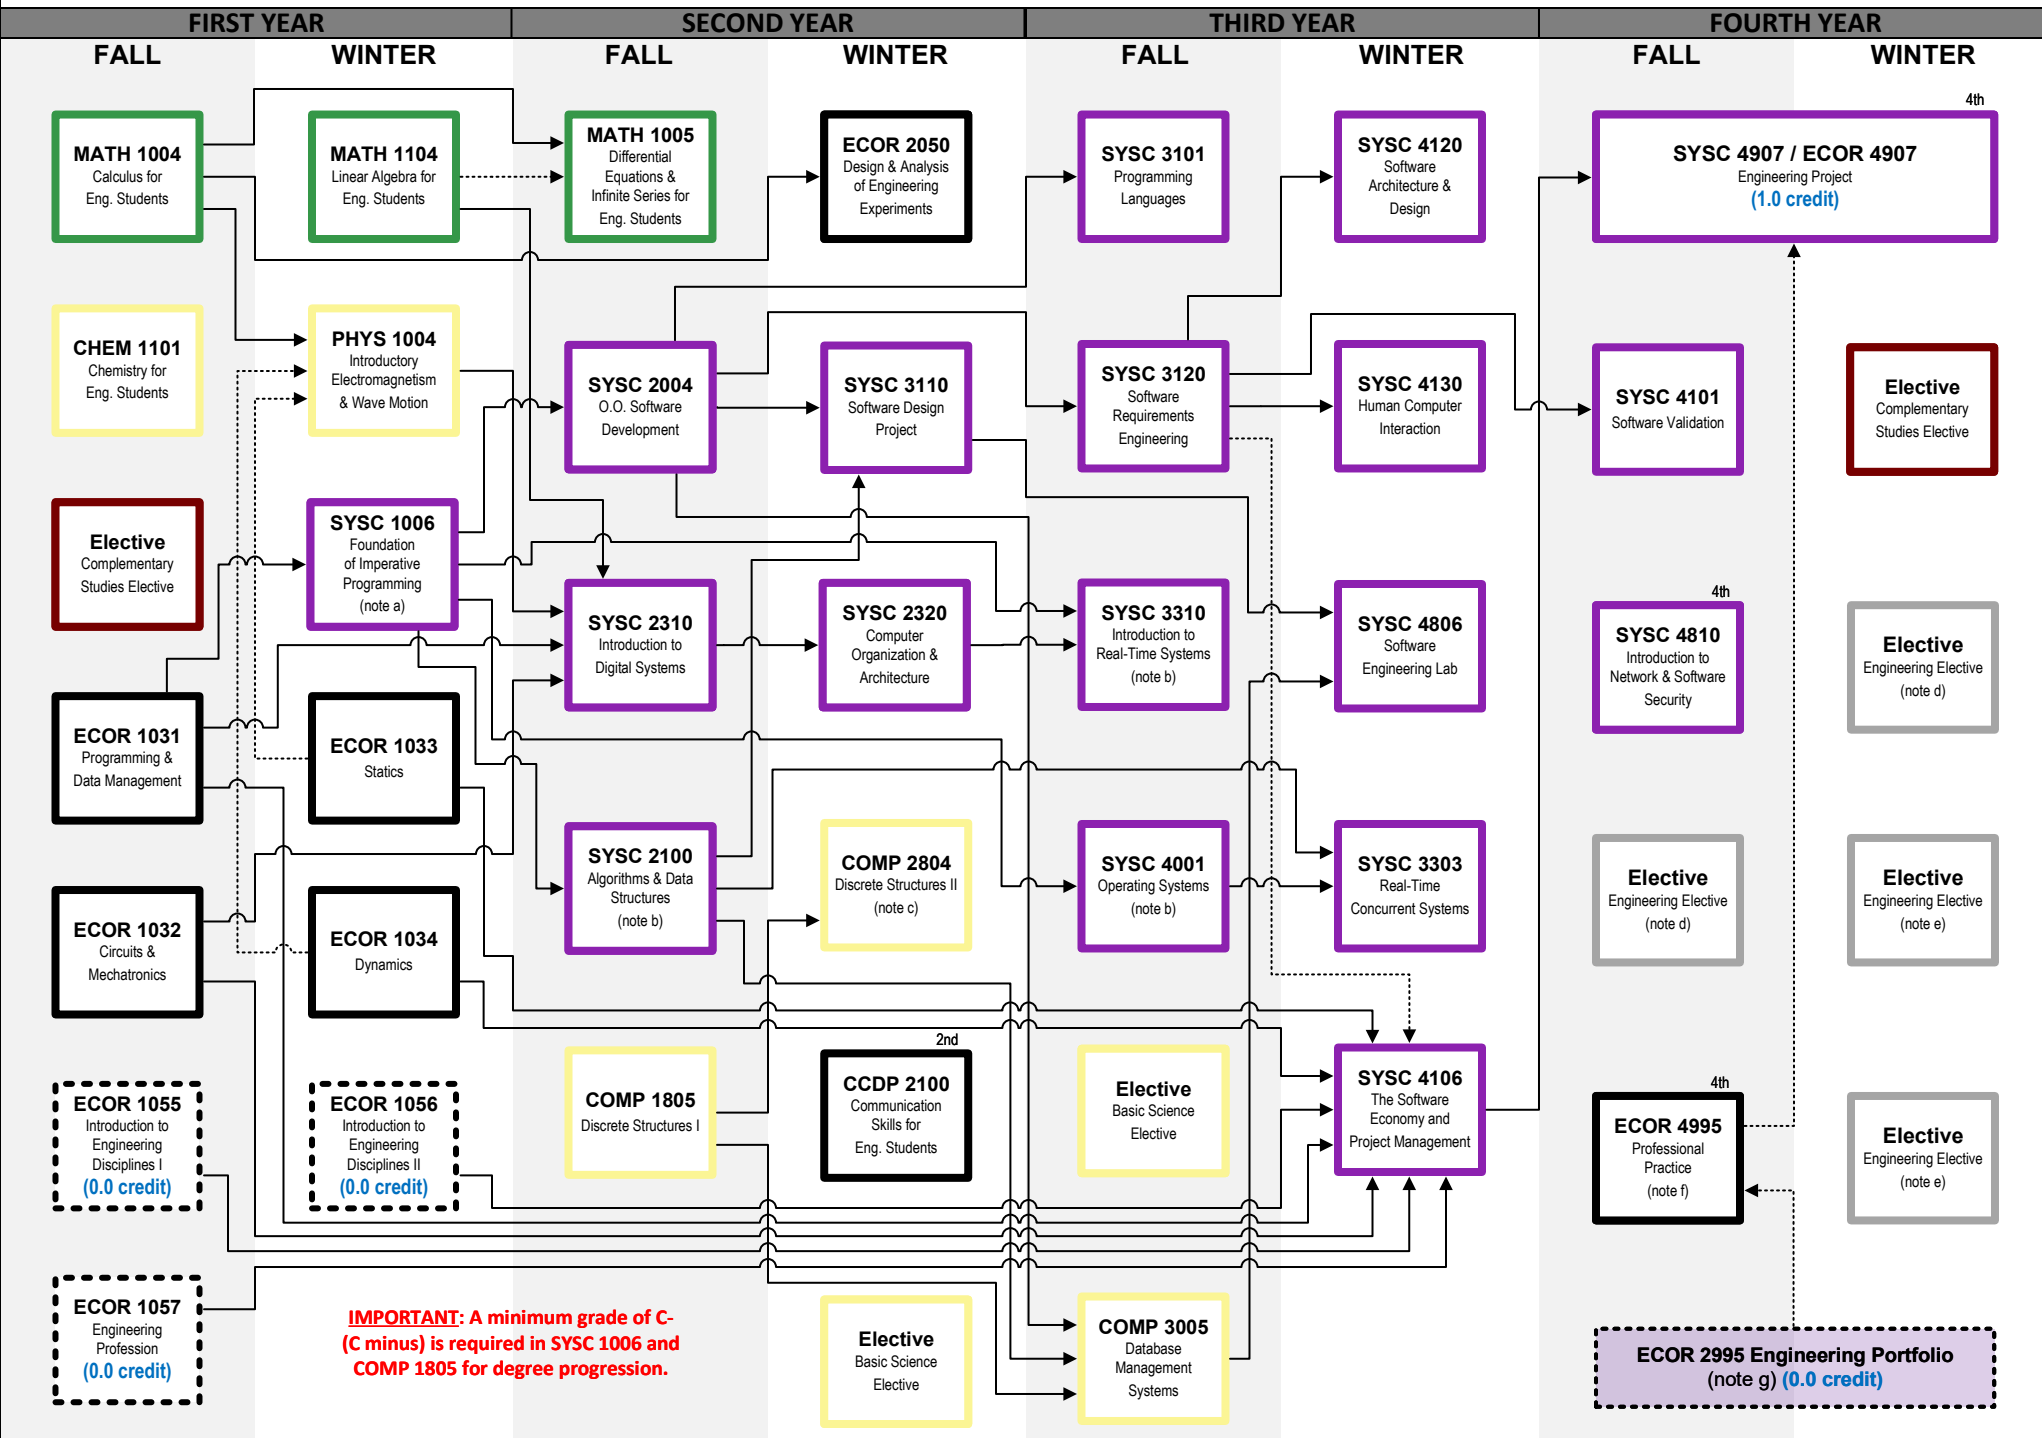 FIRST YEAR
SECOND YEAR
THIRD YEAR
FOURTH YEAR
FALL
WINTER
FALL
WINTER
FALL
WINTER
FALL
WINTER
MATH 1004
Calculus for
Eng. Students
MATH 1104
Linear Algebra for
Eng. Students
MATH 1005
Differential
Equations &
Infinite Series for
Eng. Students
ECOR 2050
Design & Analysis
of Engineering
Experiments
SYSC 3101
Programming
Languages
SYSC 4120
Software
Architecture &
Design
4th
SYSC 4907 / ECOR 4907
Engineering Project
(1.0 credit)
CHEM 1101
Chemistry for
Eng. Students
PHYS 1004
Introductory
Electromagnetism
& Wave Motion
SYSC 2004
O.O. Software
Development
SYSC 3110
Software Design
Project
SYSC 3120
Software
Requirements
Engineering
SYSC 4130
Human Computer
Interaction
SYSC 4101
Software Validation
Elective
Complementary
Studies Elective
Elective
Complementary
Studies Elective
SYSC 1006
Foundation
of Imperative
Programming
(note a)
SYSC 2310
Introduction to
Digital Systems
SYSC 2320
Computer
Organization &
Architecture
SYSC 3310
Introduction to
Real-Time Systems
(note b)
SYSC 4806
Software
Engineering Lab
4th
SYSC 4810
Introduction to
Network & Software
Security
Elective
Engineering Elective
(note d)
ECOR 1031
Programming &
Data Management
ECOR 1033
Statics
SYSC 2100
Algorithms & Data
Structures
(note b)
COMP 2804
Discrete Structures II
(note c)
SYSC 4001
Operating Systems
(note b)
SYSC 3303
Real-Time
Concurrent Systems
Elective
Engineering Elective
(note d)
Elective
Engineering Elective
(note e)
ECOR 1032
Circuits &
Mechatronics
ECOR 1034
Dynamics
COMP 1805
Discrete Structures I
2nd
CCDP 2100
Communication
Skills for
Eng. Students
Elective
Basic Science
Elective
SYSC 4106
The Software
Economy and
Project Management
4th
ECOR 4995
Professional
Practice
(note f)
Elective
Engineering Elective
(note e)
ECOR 1055
Introduction to
Engineering
Disciplines I
(0.0 credit)
ECOR 1056
Introduction to
Engineering
Disciplines II
(0.0 credit)
ECOR 1057
Engineering
Profession
(0.0 credit)
IMPORTANT: A minimum grade of C-
(C minus) is required in SYSC 1006 and
COMP 1805 for degree progression.
Elective
Basic Science
Elective
COMP 3005
Database
Management
Systems
ECOR 2995 Engineering Portfolio
(note g) (0.0 credit)